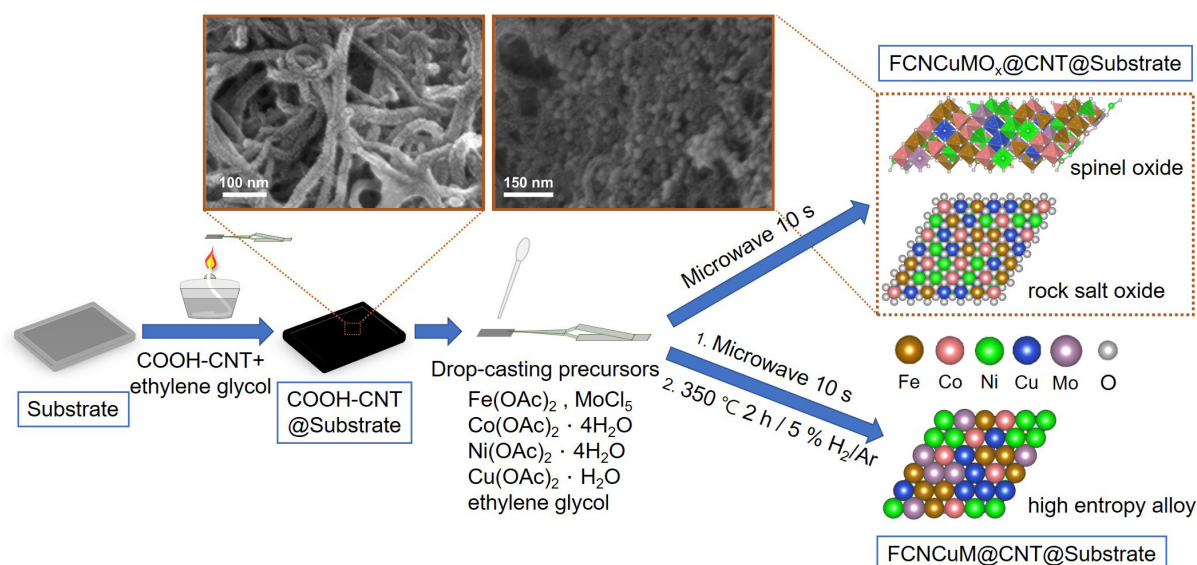 100 nm
150 nm
FCNCuMOₓ@CNT@Substrate
spinel oxide
rock salt oxide
Microwave 10 s
COOH-CNT+
ethylene glycol
Substrate
COOH-CNT
@Substrate
Drop-casting precursors
Fe(OAc)₂ , MoCl₅
Co(OAc)₂ · 4H₂O
Ni(OAc)₂ · 4H₂O
Cu(OAc)₂ · H₂O
ethylene glycol
1. Microwave 10 s
2. 350 ℃ 2 h / 5 % H₂/Ar
Fe Co Ni Cu Mo O
high entropy alloy
FCNCuM@CNT@Substrate